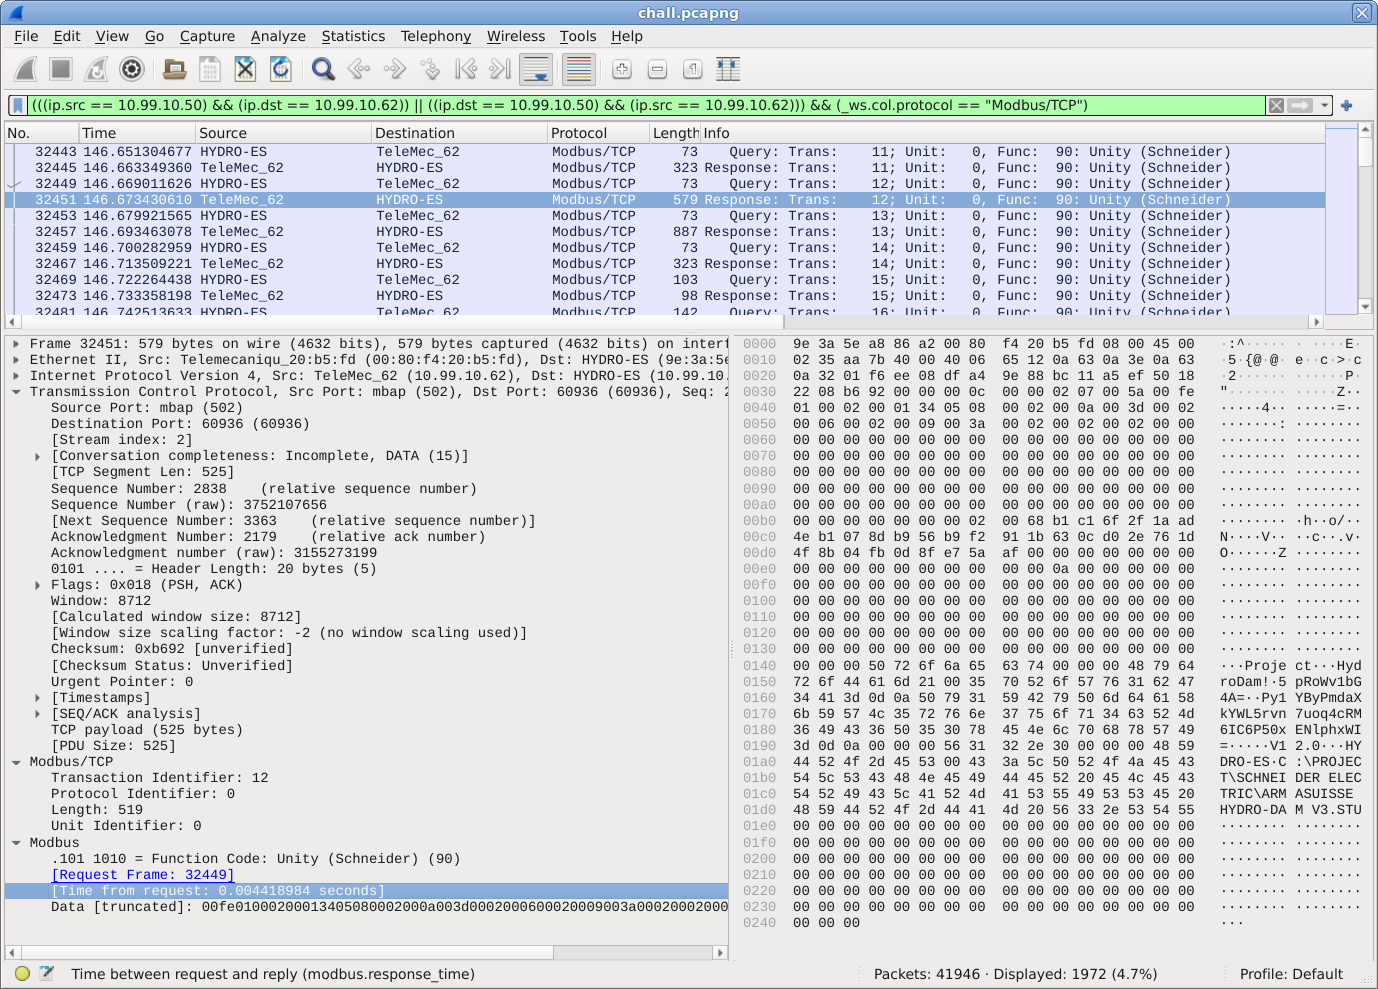 chall.pcapng
File Edit View Go Capture Analyze Statistics Telephony Wireless Tools Help
(((ip.src == 10.99.10.50) && (ip.dst == 10.99.10.62)) || ((ip.dst == 10.99.10.50) && (ip.src == 10.99.10.62))) && (_ws.col.protocol == "Modbus/TCP")
No. Time Source Destination Protocol Length Info
32443 146.651304677 HYDRO-ES TeleMec_62 Modbus/TCP 73 Query: Trans: 11; Unit: 0, Func: 90: Unity (Schneider)
32445 146.663349360 TeleMec_62 HYDRO-ES Modbus/TCP 323 Response: Trans: 11; Unit: 0, Func: 90: Unity (Schneider)
32449 146.669011626 HYDRO-ES TeleMec_62 Modbus/TCP 73 Query: Trans: 12; Unit: 0, Func: 90: Unity (Schneider)
32451 146.673430610 TeleMec_62 HYDRO-ES Modbus/TCP 579 Response: Trans: 12; Unit: 0, Func: 90: Unity (Schneider)
32453 146.679921565 HYDRO-ES TeleMec_62 Modbus/TCP 73 Query: Trans: 13; Unit: 0, Func: 90: Unity (Schneider)
32457 146.693463078 TeleMec_62 HYDRO-ES Modbus/TCP 887 Response: Trans: 13; Unit: 0, Func: 90: Unity (Schneider)
32459 146.700282959 HYDRO-ES TeleMec_62 Modbus/TCP 73 Query: Trans: 14; Unit: 0, Func: 90: Unity (Schneider)
32467 146.713509221 TeleMec_62 HYDRO-ES Modbus/TCP 323 Response: Trans: 14; Unit: 0, Func: 90: Unity (Schneider)
32469 146.722264438 HYDRO-ES TeleMec_62 Modbus/TCP 103 Query: Trans: 15; Unit: 0, Func: 90: Unity (Schneider)
32473 146.733358198 TeleMec_62 HYDRO-ES Modbus/TCP 98 Response: Trans: 15; Unit: 0, Func: 90: Unity (Schneider)
32481 146.742513633 HYDRO-ES TeleMec_62 Modbus/TCP 142 Query: Trans: 16; Unit: 0, Func: 90: Unity (Schneider)
Frame 32451: 579 bytes on wire (4632 bits), 579 bytes captured (4632 bits) on interf
Ethernet II, Src: Telemecaniqu_20:b5:fd (00:80:f4:20:b5:fd), Dst: HYDRO-ES (9e:3a:5e
Internet Protocol Version 4, Src: TeleMec_62 (10.99.10.62), Dst: HYDRO-ES (10.99.10.
Transmission Control Protocol, Src Port: mbap (502), Dst Port: 60936 (60936), Seq: 2
Source Port: mbap (502)
Destination Port: 60936 (60936)
[Stream index: 2]
[Conversation completeness: Incomplete, DATA (15)]
[TCP Segment Len: 525]
Sequence Number: 2838 (relative sequence number)
Sequence Number (raw): 3752107656
[Next Sequence Number: 3363 (relative sequence number)]
Acknowledgment Number: 2179 (relative ack number)
Acknowledgment number (raw): 3155273199
0101 .... = Header Length: 20 bytes (5)
Flags: 0x018 (PSH, ACK)
Window: 8712
[Calculated window size: 8712]
[Window size scaling factor: -2 (no window scaling used)]
Checksum: 0xb692 [unverified]
[Checksum Status: Unverified]
Urgent Pointer: 0
[Timestamps]
[SEQ/ACK analysis]
TCP payload (525 bytes)
[PDU Size: 525]
Modbus/TCP
Transaction Identifier: 12
Protocol Identifier: 0
Length: 519
Unit Identifier: 0
Modbus
.101 1010 = Function Code: Unity (Schneider) (90)
[Request Frame: 32449]
[Time from request: 0.004418984 seconds]
Data [truncated]: 00fe01000200013405080002000a003d0002000600020009003a000200020000
0000 9e 3a 5e a8 86 a2 00 80 f4 20 b5 fd 08 00 45 00 ·:^····· · ····E·
0010 02 35 aa 7b 40 00 40 06 65 12 0a 63 0a 3e 0a 63 ·5·{@·@· e··c·>·c
0020 0a 32 01 f6 ee 08 df a4 9e 88 bc 11 a5 ef 50 18 ·2······ ······P·
0030 22 08 b6 92 00 00 00 0c 00 00 02 07 00 5a 00 fe "······· ·····Z··
0040 01 00 02 00 01 34 05 08 00 02 00 0a 00 3d 00 02 ·····4·· ·····=··
0050 00 06 00 02 00 09 00 3a 00 02 00 02 00 02 00 00 ·······: ········
0060 00 00 00 00 00 00 00 00 00 00 00 00 00 00 00 00 ········ ········
0070 00 00 00 00 00 00 00 00 00 00 00 00 00 00 00 00 ········ ········
0080 00 00 00 00 00 00 00 00 00 00 00 00 00 00 00 00 ········ ········
0090 00 00 00 00 00 00 00 00 00 00 00 00 00 00 00 00 ········ ········
00a0 00 00 00 00 00 00 00 00 00 00 00 00 00 00 00 00 ········ ········
00b0 00 00 00 00 00 00 00 02 00 68 b1 c1 6f 2f 1a ad ········ ·h··o/··
00c0 4e b1 07 8d b9 56 b9 f2 91 1b 63 0c d0 2e 76 1d N····V·· ··c··.v·
00d0 4f 8b 04 fb 0d 8f e7 5a af 00 00 00 00 00 00 00 O······Z ········
00e0 00 00 00 00 00 00 00 00 00 00 0a 00 00 00 00 00 ········ ········
00f0 00 00 00 00 00 00 00 00 00 00 00 00 00 00 00 00 ········ ········
0100 00 00 00 00 00 00 00 00 00 00 00 00 00 00 00 00 ········ ········
0110 00 00 00 00 00 00 00 00 00 00 00 00 00 00 00 00 ········ ········
0120 00 00 00 00 00 00 00 00 00 00 00 00 00 00 00 00 ········ ········
0130 00 00 00 00 00 00 00 00 00 00 00 00 00 00 00 00 ········ ········
0140 00 00 00 50 72 6f 6a 65 63 74 00 00 00 48 79 64 ···Proje ct···Hyd
0150 72 6f 44 61 6d 21 00 35 70 52 6f 57 76 31 62 47 roDam!·5 pRoWv1bG
0160 34 41 3d 0d 0a 50 79 31 59 42 79 50 6d 64 61 58 4A=··Py1 YByPmdaX
0170 6b 59 57 4c 35 72 76 6e 37 75 6f 71 34 63 52 4d kYWL5rvn 7uoq4cRM
0180 36 49 43 36 50 35 30 78 45 4e 6c 70 68 78 57 49 6IC6P50x ENlphxWI
0190 3d 0d 0a 00 00 00 56 31 32 2e 30 00 00 00 48 59 =·····V1 2.0···HY
01a0 44 52 4f 2d 45 53 00 43 3a 5c 50 52 4f 4a 45 43 DRO-ES·C :\PROJEC
01b0 54 5c 53 43 48 4e 45 49 44 45 52 20 45 4c 45 43 T\SCHNEI DER ELEC
01c0 54 52 49 43 5c 41 52 4d 41 53 55 49 53 53 45 20 TRIC\ARM ASUISSE
01d0 48 59 44 52 4f 2d 44 41 4d 20 56 33 2e 53 54 55 HYDRO-DA M V3.STU
01e0 00 00 00 00 00 00 00 00 00 00 00 00 00 00 00 00 ········ ········
01f0 00 00 00 00 00 00 00 00 00 00 00 00 00 00 00 00 ········ ········
0200 00 00 00 00 00 00 00 00 00 00 00 00 00 00 00 00 ········ ········
0210 00 00 00 00 00 00 00 00 00 00 00 00 00 00 00 00 ········ ········
0220 00 00 00 00 00 00 00 00 00 00 00 00 00 00 00 00 ········ ········
0230 00 00 00 00 00 00 00 00 00 00 00 00 00 00 00 00 ········ ········
0240 00 00 00 ···
Time between request and reply (modbus.response_time)
Packets: 41946 · Displayed: 1972 (4.7%)
Profile: Default